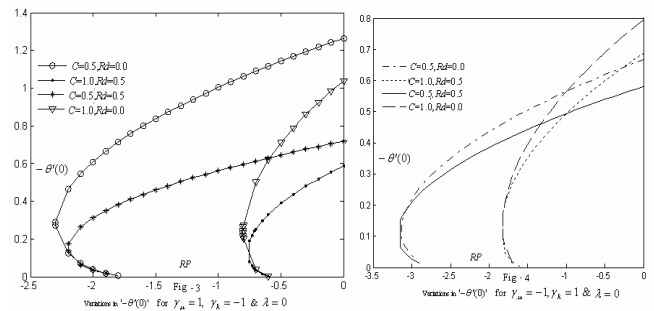 1.4
1.2
1
0.8
0.6
0.4
0.2
0
-2.5
-2
-1.5
-1
-0.5
0
C=0.5,Rd=0.0
C=1.0,Rd=0.5
C=0.5,Rd=0.5
C=1.0,Rd=0.0
-θ'(0)
RP
Fig - 3
Variations in '-θ'(0)' for γμ = 1, γk = -1 & λ = 0
0.8
0.7
0.6
0.5
0.4
0.3
0.2
0.1
0
-3.5
-3
-2.5
-2
-1.5
-1
0
C=0.5,Rd=0.0
C=1.0,Rd=0.5
C=0.5,Rd=0.5
C=1.0,Rd=0.0
-θ'(0)
RP
Fig - 4
Variations in '-θ'(0)' for γμ = -1, γk = 1 & λ = 0